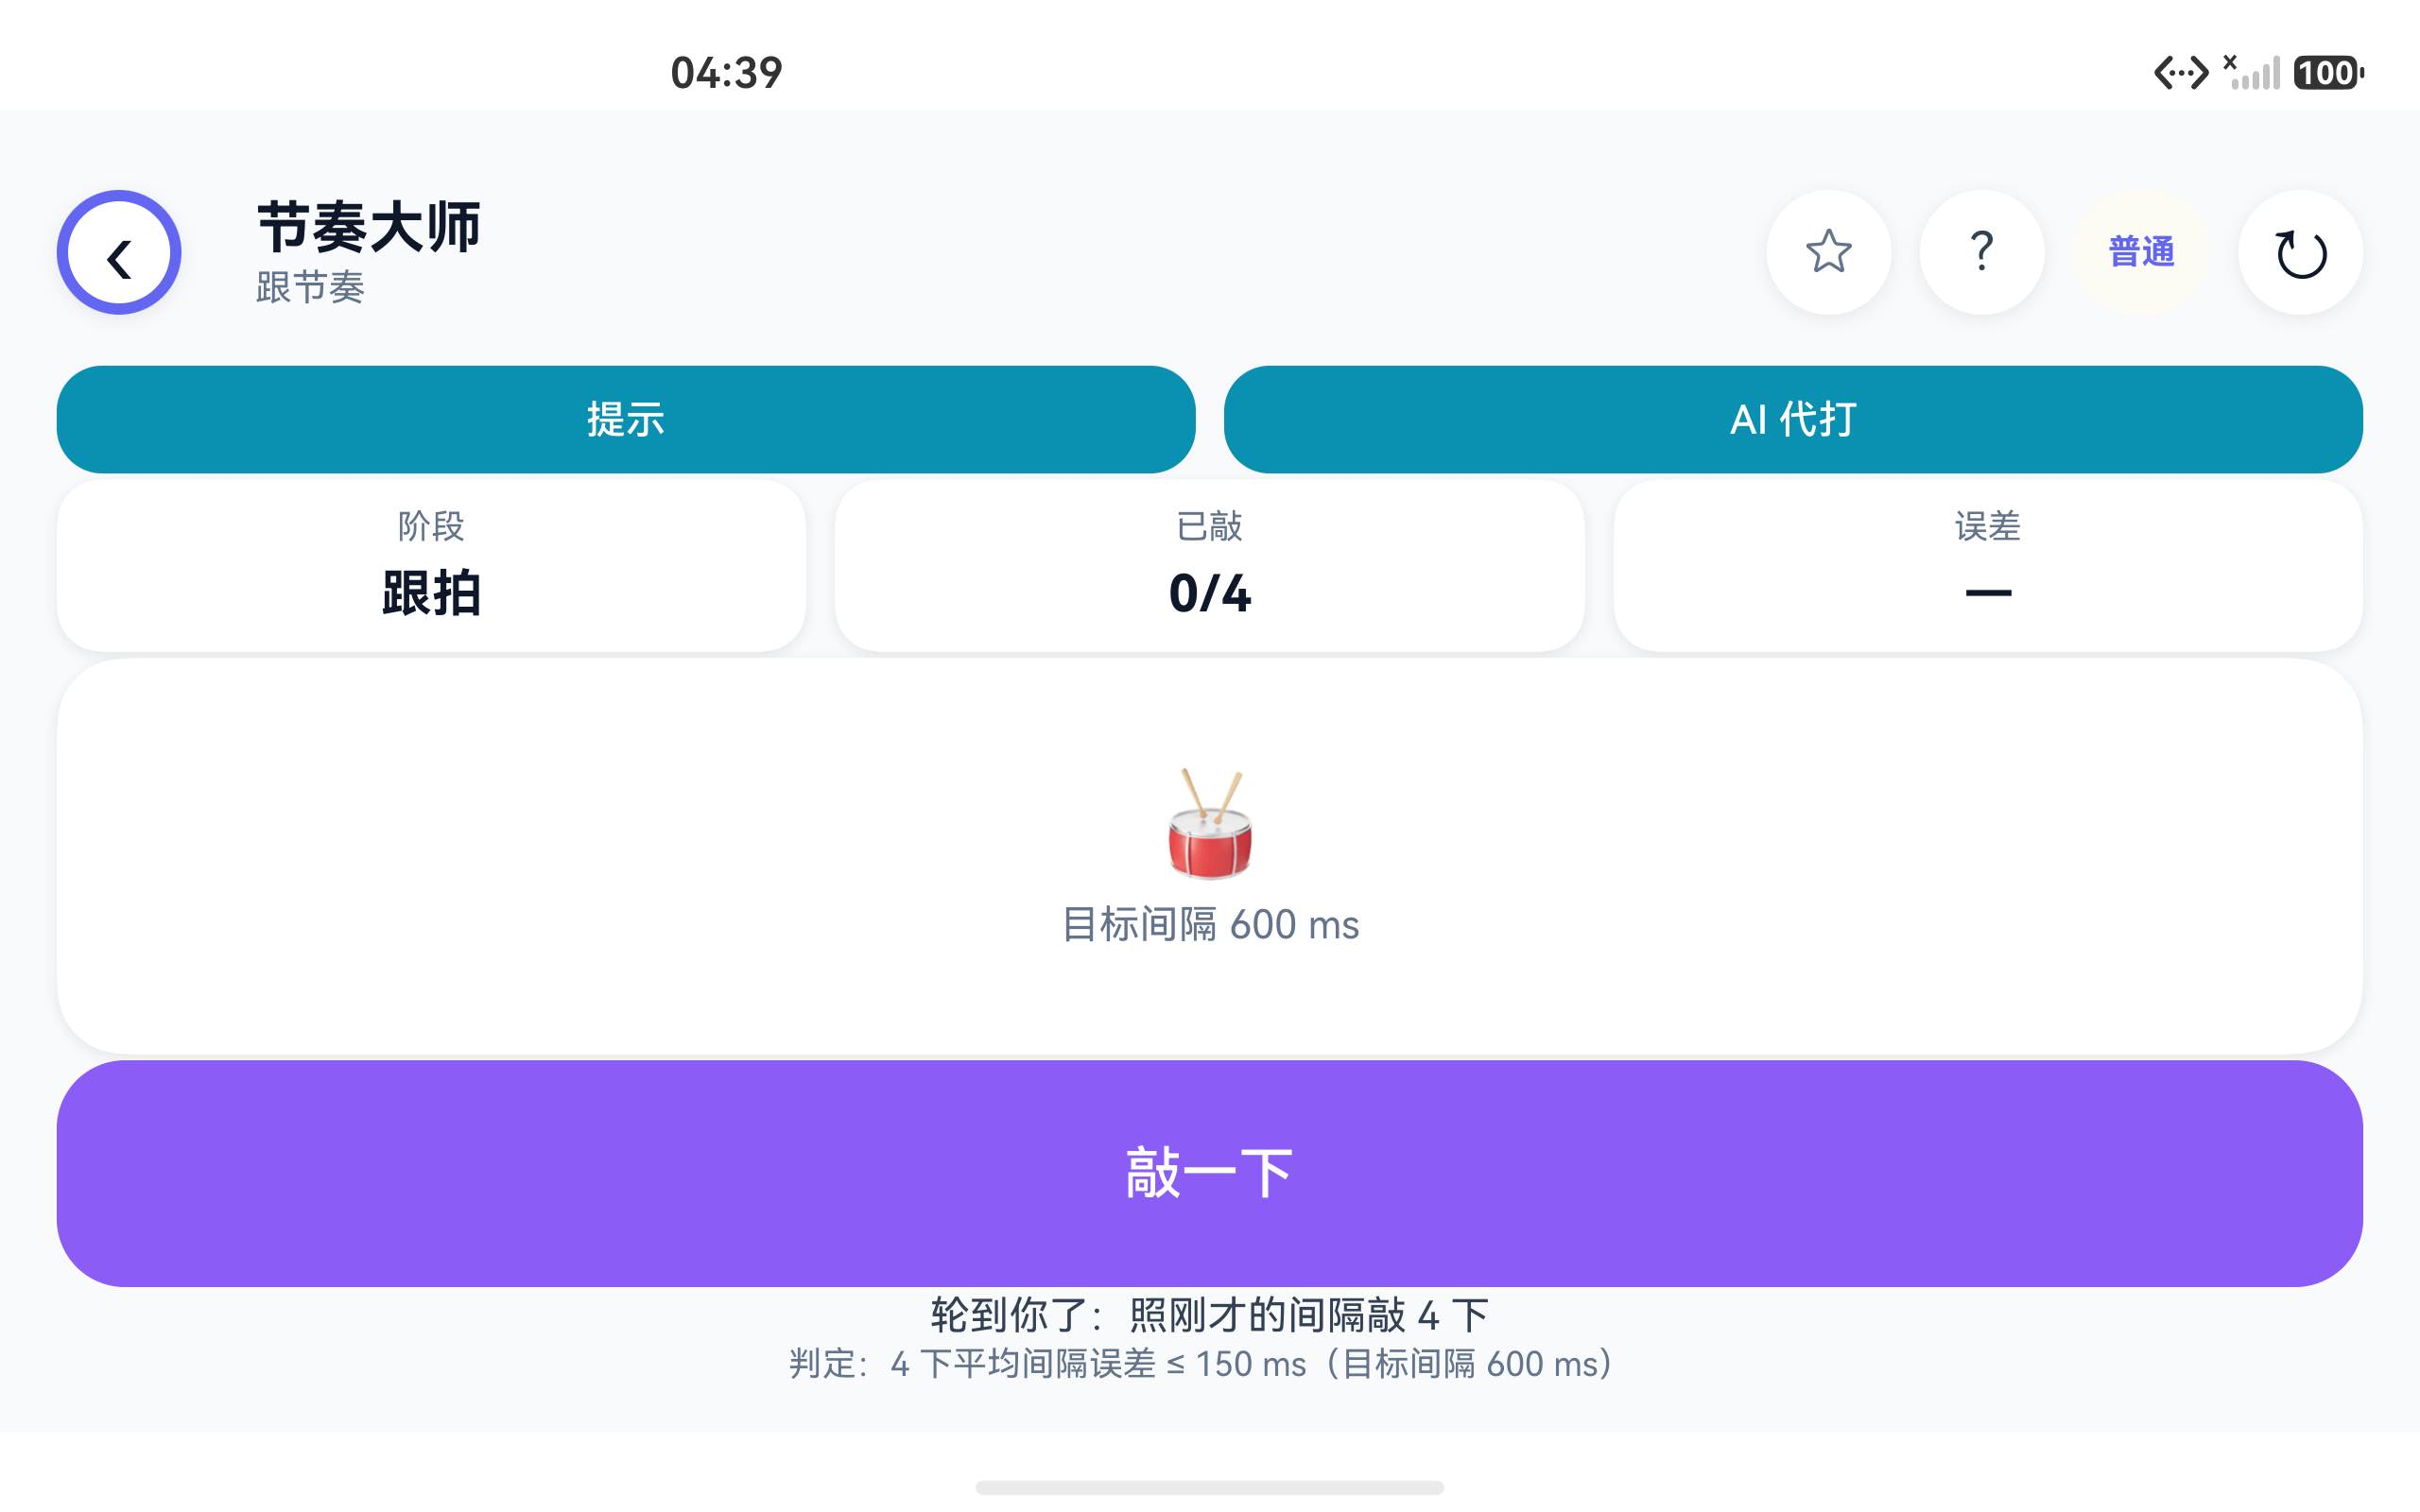 04:39
100
节奏大师
跟节奏
?
普通
提示
AI 代打
阶段
已敲
误差
跟拍
0/4
—
目标间隔 600 ms
敲一下
轮到你了：照刚才的间隔敲 4 下
判定：4 下平均间隔误差 ≤ 150 ms（目标间隔 600 ms）